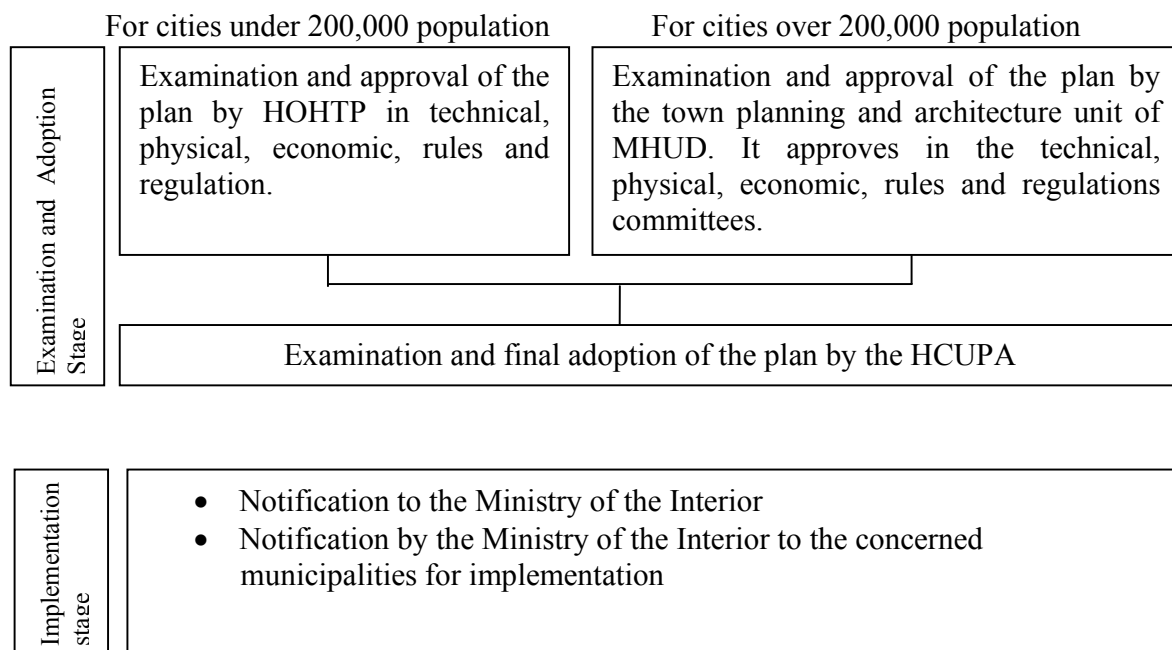 For cities under 200,000 population
For cities over 200,000 population
Examination and Adoption
Stage
Examination and approval of the
plan by HOHTP in technical,
physical, economic, rules and
regulation.
Examination and approval of the plan by
the town planning and architecture unit of
MHUD. It approves in the technical,
physical, economic, rules and regulations
committees.
Examination and final adoption of the plan by the HCUPA
Implementation
stage
• Notification to the Ministry of the Interior
• Notification by the Ministry of the Interior to the concerned
municipalities for implementation